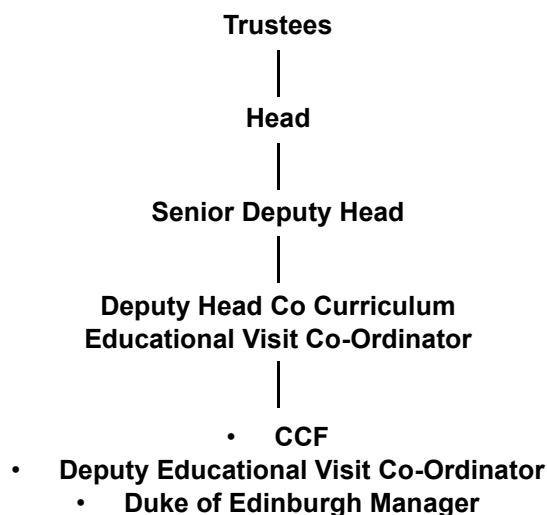 Trustees
Head
Senior Deputy Head
Deputy Head Co Curriculum
Educational Visit Co-Ordinator
• CCF
• Deputy Educational Visit Co-Ordinator
• Duke of Edinburgh Manager